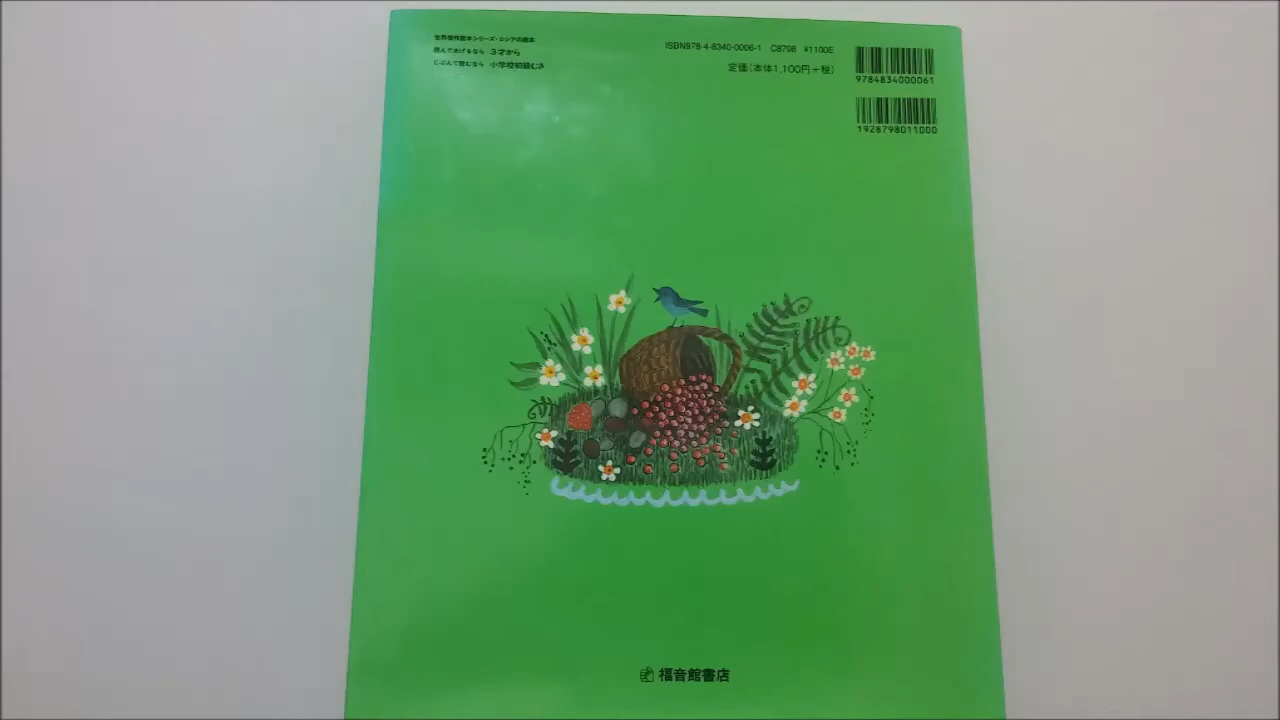 世界傑作絵本シリーズ・ロシアの絵本
読んであげるなら 3才から
じぶんで読むなら 小学校初級むき
ISBN978-4-8340-0006-1 C8798 ¥1100E
定価(本体1,100円+税)
9784834000061
1928798011000
福音館書店